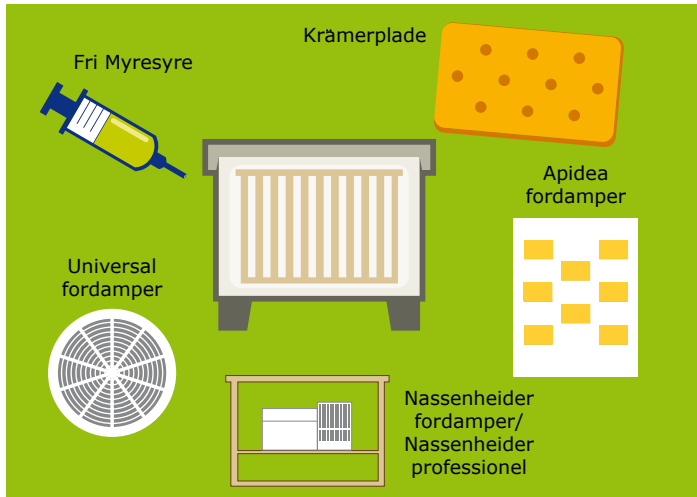 Krämerplade
Fri Myresyre
Apidea
fordamper
Universal
fordamper
Nassenheider
fordamper/
Nassenheider
professionel